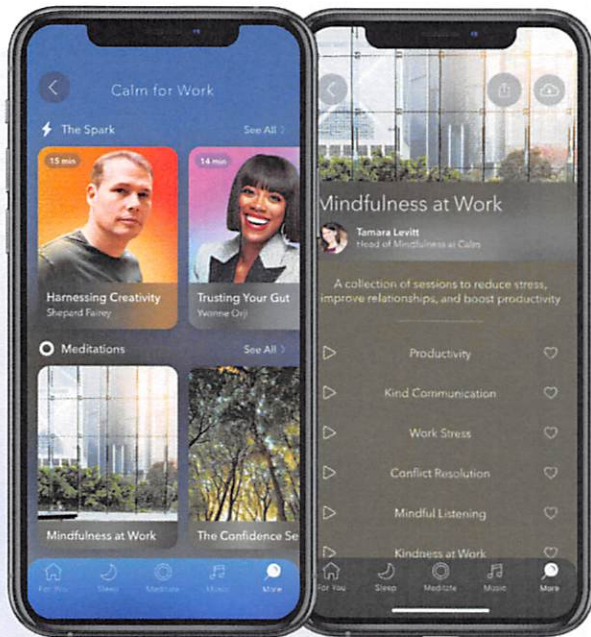 Calm for Work
The Spark
See All >
15 min
14 min
Harnessing Creativity
Shepard Fairey
Trusting Your Gut
Yvonne Orji
Meditations
See All >
Mindfulness at Work
The Confidence Se
For You
Sleep
Meditate
Music
More
Mindfulness at Work
Tamara Levitt
Head of Mindfulness at Calm
A collection of sessions to reduce stress,
improve relationships, and boost productivity
Productivity
Kind Communication
Work Stress
Conflict Resolution
Mindful Listening
Kindness at Work
For You
Sleep
Meditate
Music
More